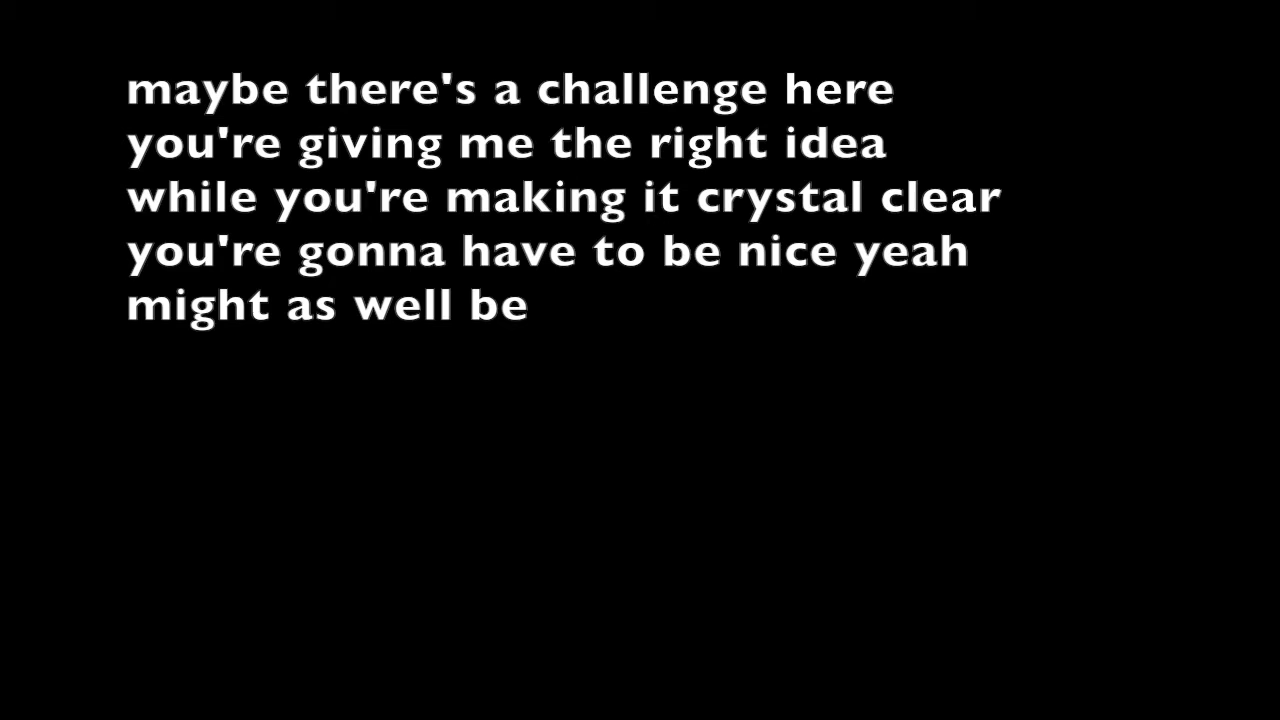 maybe there's a challenge here
you're giving me the right idea
while you're making it crystal clear
you're gonna have to be nice yeah
might as well be